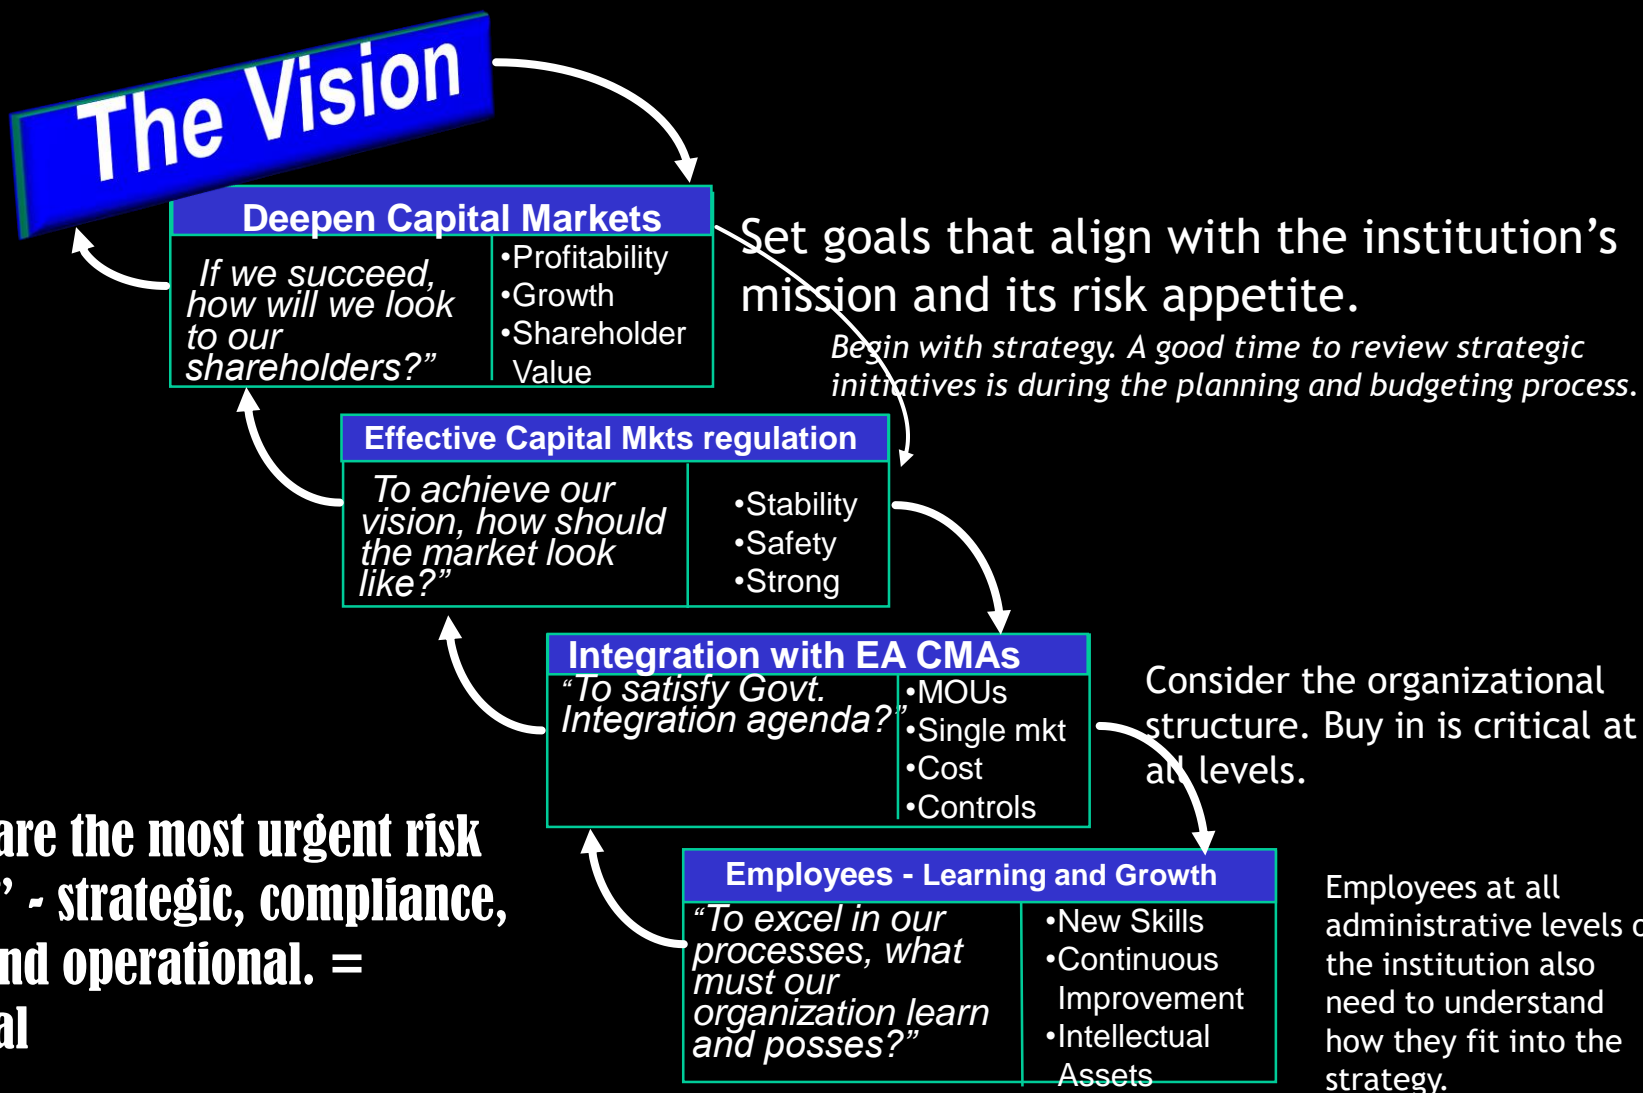 The Vision
Deepen Capital Markets
If we succeed,
how will we look
to our
shareholders?”
•Profitability
•Growth
•Shareholder
Value
Set goals that align with the institution’s
mission and its risk appetite.
Begin with strategy. A good time to review strategic
initiatives is during the planning and budgeting process.
Effective Capital Mkts regulation
To achieve our
vision, how should
the market look
like?”
•Stability
•Safety
•Strong
Integration with EA CMAs
“To satisfy Govt.
Integration agenda?”
•MOUs
•Single mkt
•Cost
•Controls
Consider the organizational
structure. Buy in is critical at
all levels.
are the most urgent risk
” - strategic, compliance,
nd operational. =
al
Employees - Learning and Growth
“To excel in our
processes, what
must our
organization learn
and posses?”
•New Skills
•Continuous
Improvement
•Intellectual
Assets
Employees at all
administrative levels o
the institution also
need to understand
how they fit into the
strategy.